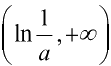 (ln 1/a, +∞)